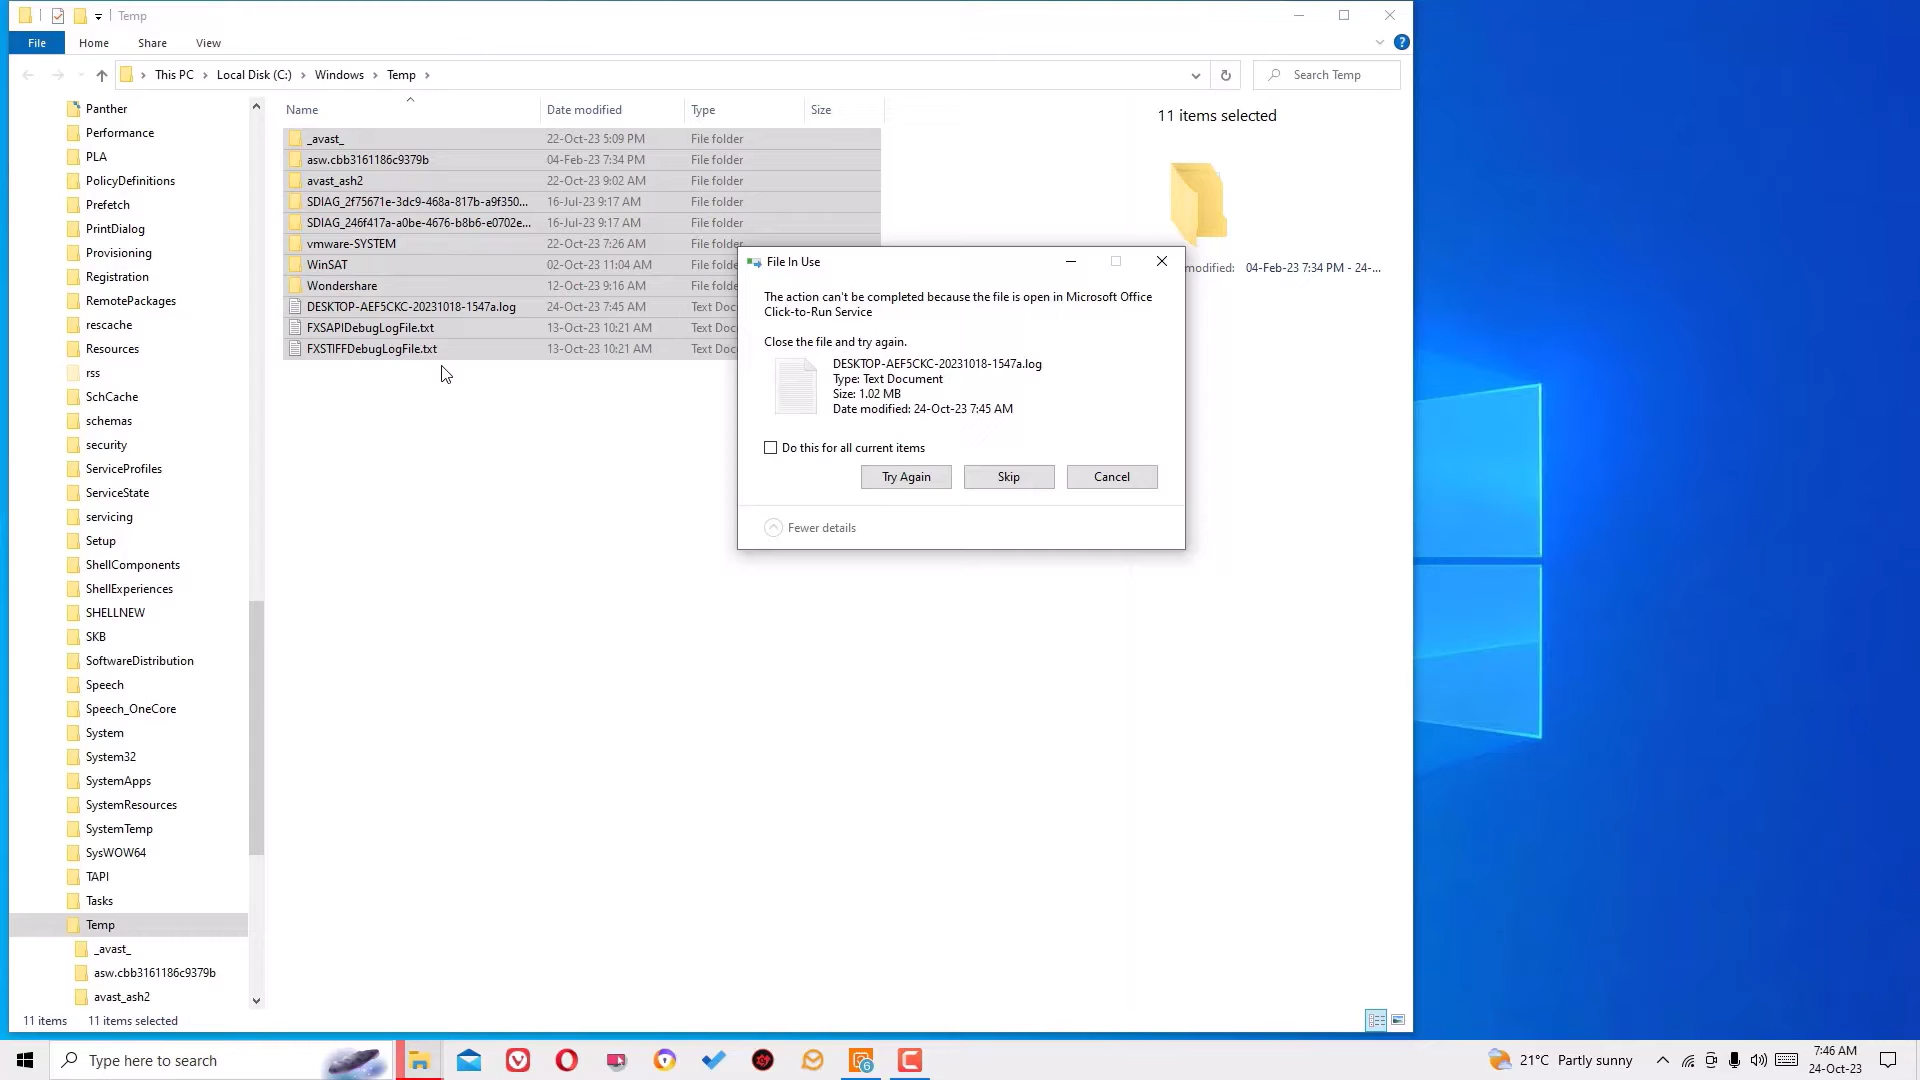 Temp
File
Home
Share
View
This PC
Local Disk (C:)
Windows
Temp
Search Temp
Panther
Performance
PLA
PolicyDefinitions
Prefetch
PrintDialog
Provisioning
Registration
RemotePackages
rescache
Resources
rss
SchCache
schemas
security
ServiceProfiles
ServiceState
servicing
Setup
ShellComponents
ShellExperiences
SHELLNEW
SKB
SoftwareDistribution
Speech
Speech_OneCore
System
System32
SystemApps
SystemResources
SystemTemp
SysWOW64
TAPI
Tasks
Temp
_avast_
asw.cbb3161186c9379b
avast_ash2
Name Date modified Type Size
_avast_ 22-Oct-23 5:09 PM File folder
asw.cbb3161186c9379b 04-Feb-23 7:34 PM File folder
avast_ash2 22-Oct-23 9:02 AM File folder
SDIAG_2f75671e-3dc9-468a-817b-a9f350... 16-Jul-23 9:17 AM File folder
SDIAG_246f417a-a0be-4676-b8b6-e0702e... 16-Jul-23 9:17 AM File folder
vmware-SYSTEM 22-Oct-23 7:26 AM File folder
WinSAT 02-Oct-23 11:04 AM File folde
Wondershare 12-Oct-23 9:16 AM File folde
DESKTOP-AEF5CKC-20231018-1547a.log 24-Oct-23 7:45 AM Text Doc
FXSAPIDebugLogFile.txt 13-Oct-23 10:21 AM Text Doc
FXSTIFFDebugLogFile.txt 13-Oct-23 10:21 AM Text Doc
11 items selected
modified: 04-Feb-23 7:34 PM - 24-...
File In Use
The action can't be completed because the file is open in Microsoft Office
Click-to-Run Service
Close the file and try again.
DESKTOP-AEF5CKC-20231018-1547a.log
Type: Text Document
Size: 1.02 MB
Date modified: 24-Oct-23 7:45 AM
Do this for all current items
Try Again
Skip
Cancel
Fewer details
11 items 11 items selected
Type here to search
6
21°C Partly sunny
7:46 AM
24-Oct-23